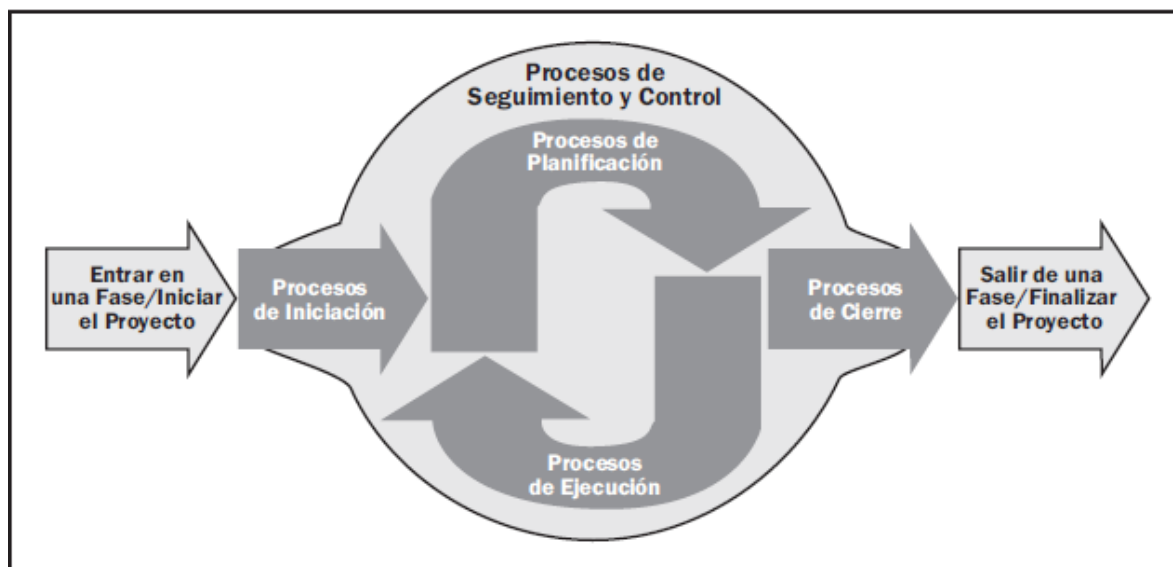 Procesos de
Seguimiento y Control
Procesos de
Planificación
Entrar en
una Fase/Iniciar
el Proyecto
Procesos
de Iniciación
Procesos
de Cierre
Salir de una
Fase/Finalizar
el Proyecto
Procesos
de Ejecución